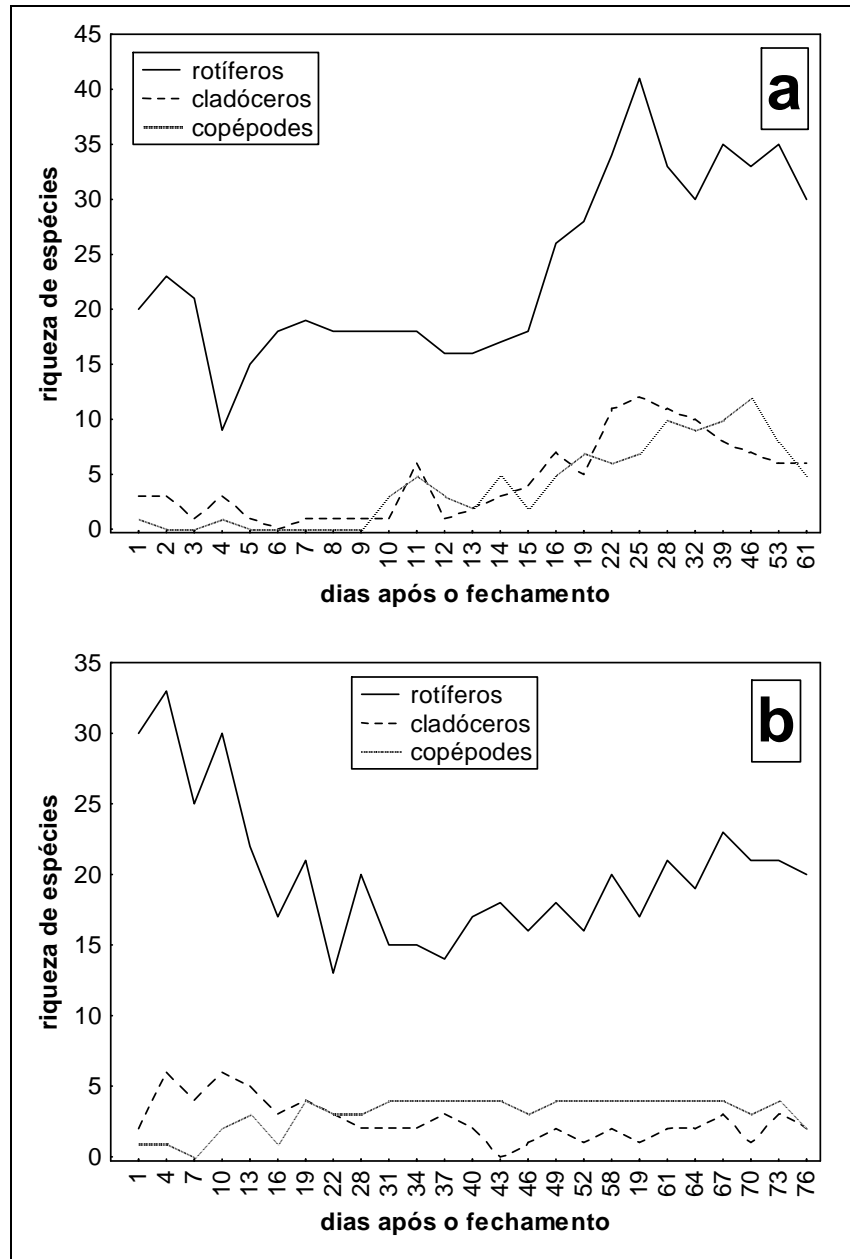 a
rotíferos
cladóceros
copépodes
riqueza de espécies
45
40
35
30
25
20
15
10
5
0
1 2 3 4 5 6 7 8 9 10 11 12 13 14 15 16 19 22 25 28 32 39 46 53 61
dias após o fechamento
b
rotíferos
cladóceros
copépodes
riqueza de espécies
35
30
25
20
15
10
5
0
1 4 7 10 13 16 19 22 28 31 34 37 40 43 46 49 52 58 19 61 64 67 70 73 76
dias após o fechamento